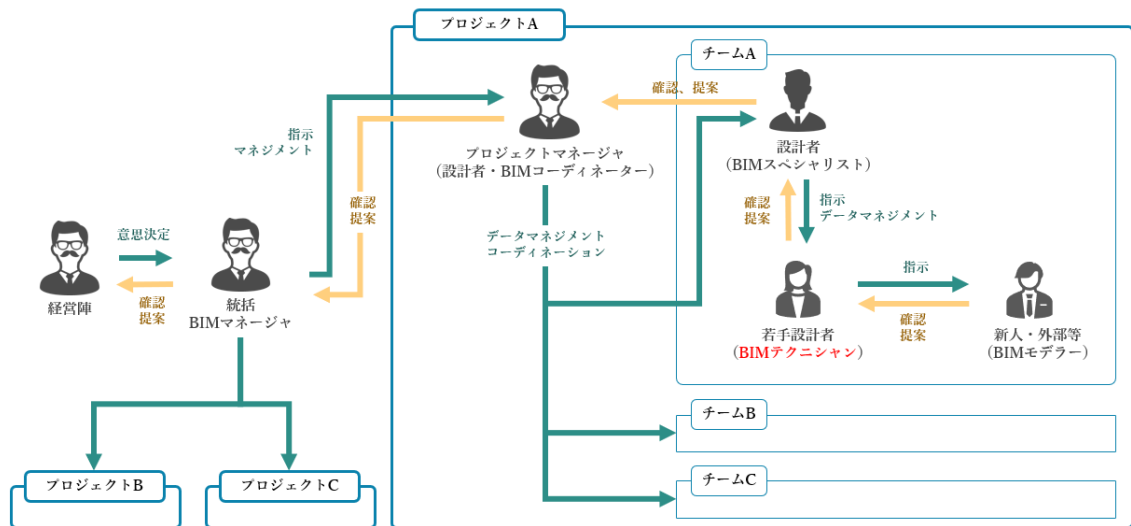 プロジェクトA
チームA
確認、提案
指示
マネジメント
プロジェクトマネージャ
（設計者・BIMコーディネーター）
設計者
（BIMスペシャリスト）
確認
提案
指示
データマネジメント
確認
提案
データマネジメント
コーディネーション
意思決定
確認
提案
経営陣
統括
BIMマネージャ
指示
確認
提案
若手設計者
（BIMテクニシャン）
新人・外部等
（BIMモデラー）
チームB
チームC
プロジェクトB
プロジェクトC